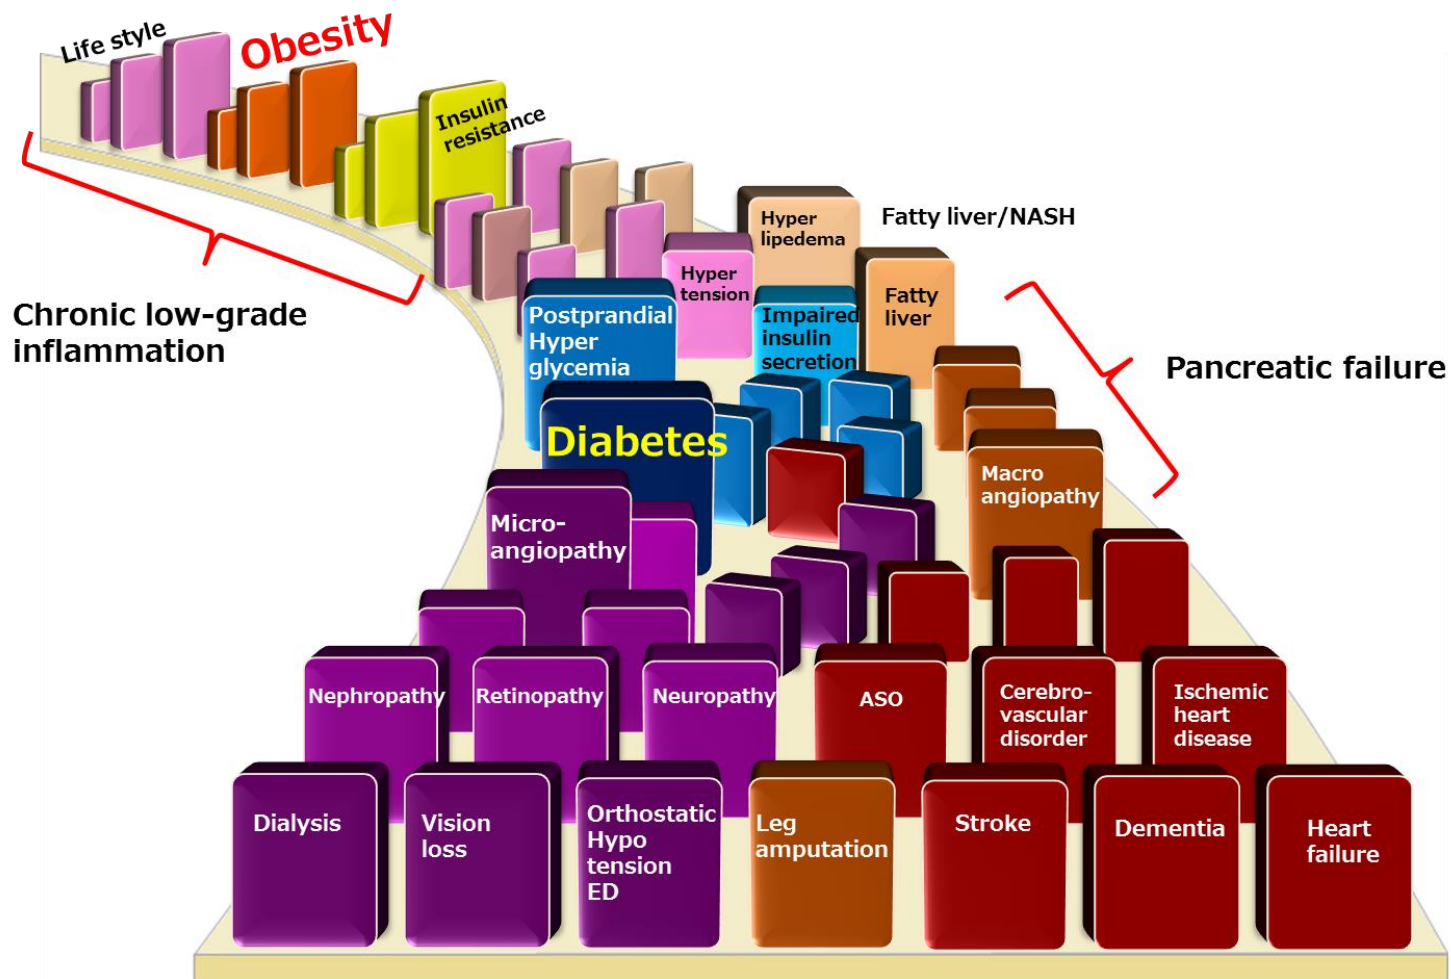 Life style
Obesity
Insulin
resistance
Chronic low-grade
inflammation
Hyper
lipedema
Fatty liver/NASH
Hyper
tension
Fatty
liver
Postprandial
Hyper
glycemia
Impaired
insulin
secretion
Pancreatic failure
Diabetes
Macro
angiopathy
Micro-
angiopathy
Nephropathy
Retinopathy
Neuropathy
ASO
Cerebro-
vascular
disorder
Ischemic
heart
disease
Dialysis
Vision
loss
Orthostatic
Hypo
tension
ED
Leg
amputation
Stroke
Dementia
Heart
failure